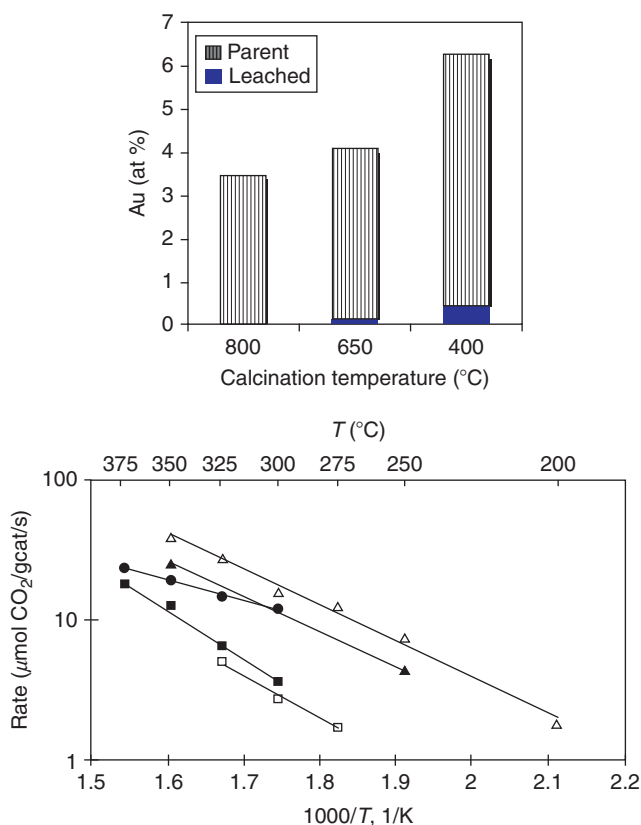 7
6
5
4
3
2
1
0
Au (at %)
Parent
Leached
800 650 400
Calcination temperature (°C)
T (°C)
375 350 325 300 275 250 200
100
10
1
Rate (μmol CO₂/gcat/s)
1.5 1.6 1.7 1.8 1.9 2 2.1 2.2
1000/T, 1/K